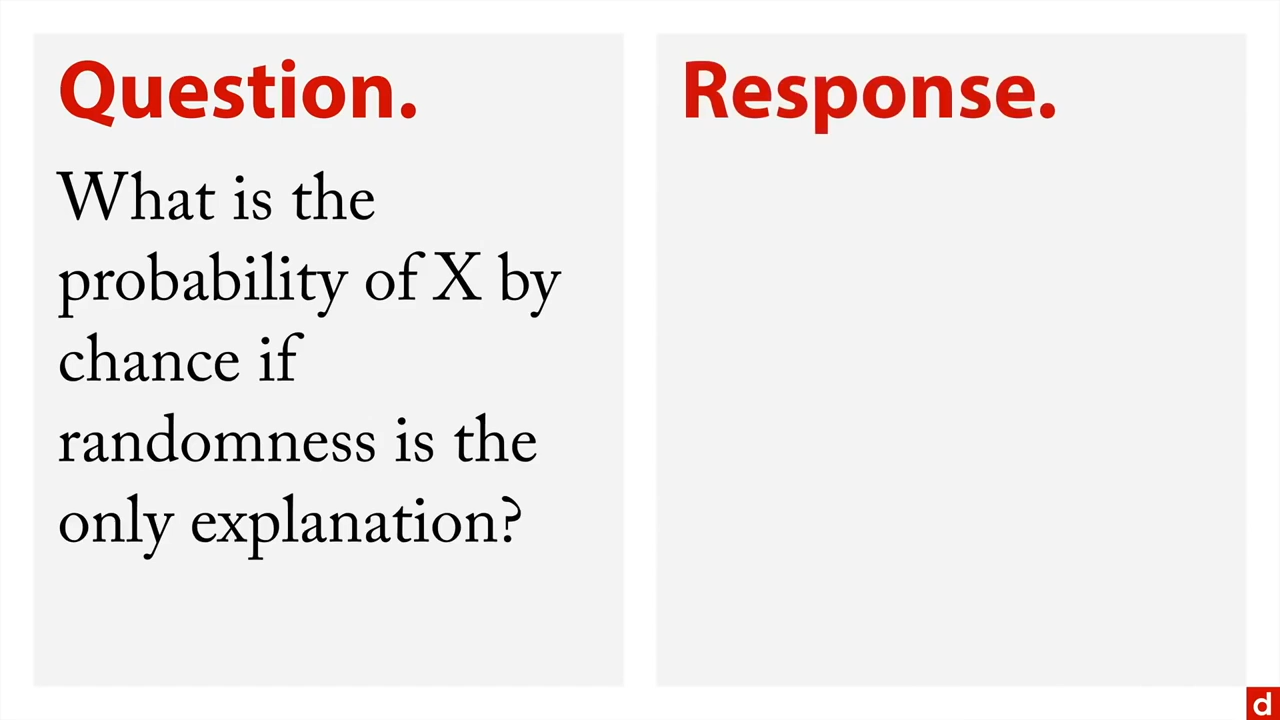 Question.
What is the
probability of X by
chance if
randomness is the
only explanation?
Response.
d